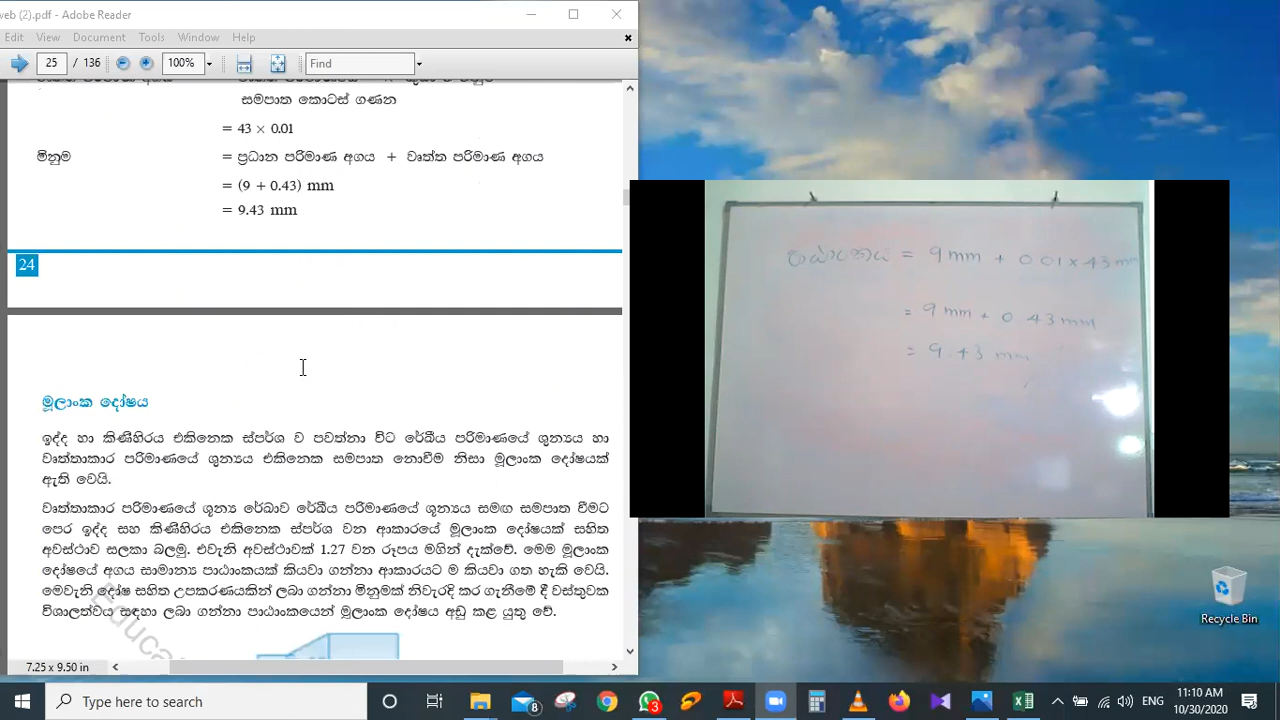 veb (2).pdf - Adobe Reader
Edit View Document Tools Window Help
25 / 136 100% Find
සමපාත කොටස් ගණන
= 43 × 0.01
මිනුම = ප්‍රධාන පරිමාණ අගය + වෘත්ත පරිමාණ අගය
= (9 + 0.43) mm
= 9.43 mm
24
මූලාංක දෝෂය
ඉද්ද හා කිණිහිරය එකිනෙක ස්පර්ශ ව පවත්නා විට රේඛීය පරිමාණයේ ශුන්‍යය හා
වෘත්තාකාර පරිමාණයේ ශුන්‍යය එකිනෙක සමපාත නොවීම නිසා මූලාංක දෝෂයක්
ඇති වෙයි.
වෘත්තාකාර පරිමාණයේ ශූන්‍ය රේඛාව රේඛීය පරිමාණයේ ශූන්‍යය සමඟ සමපාත වීමට
පෙර ඉද්ද සහ කිණිහිරය එකිනෙක ස්පර්ශ වන ආකාරයේ මූලාංක දෝෂයක් සහිත
අවස්ථාව සලකා බලමු. එවැනි අවස්ථාවක් 1.27 වන රූපය මගින් දැක්වේ. මෙම මූලාංක
දෝෂයේ අගය සාමාන්‍ය පාඨාංකයක් කියවා ගන්නා ආකාරයට ම කියවා ගත හැකි වෙයි.
මෙවැනි දෝෂ සහිත උපකරණයකින් ලබා ගන්නා මිනුමක් නිවැරදි කර ගැනීමේ දී වස්තුවක
විශාලත්වය සඳහා ලබා ගන්නා පාඨාංකයෙන් මූලාංක දෝෂය අඩු කළ යුතු වේ.
Educa
7.25 x 9.50 in
= 9 mm + 0.01 × 43 mm
= 9 mm + 0.43 mm
= 9.43 mm
Recycle Bin
Type here to search
8
3
ENG
11:10 AM
10/30/2020